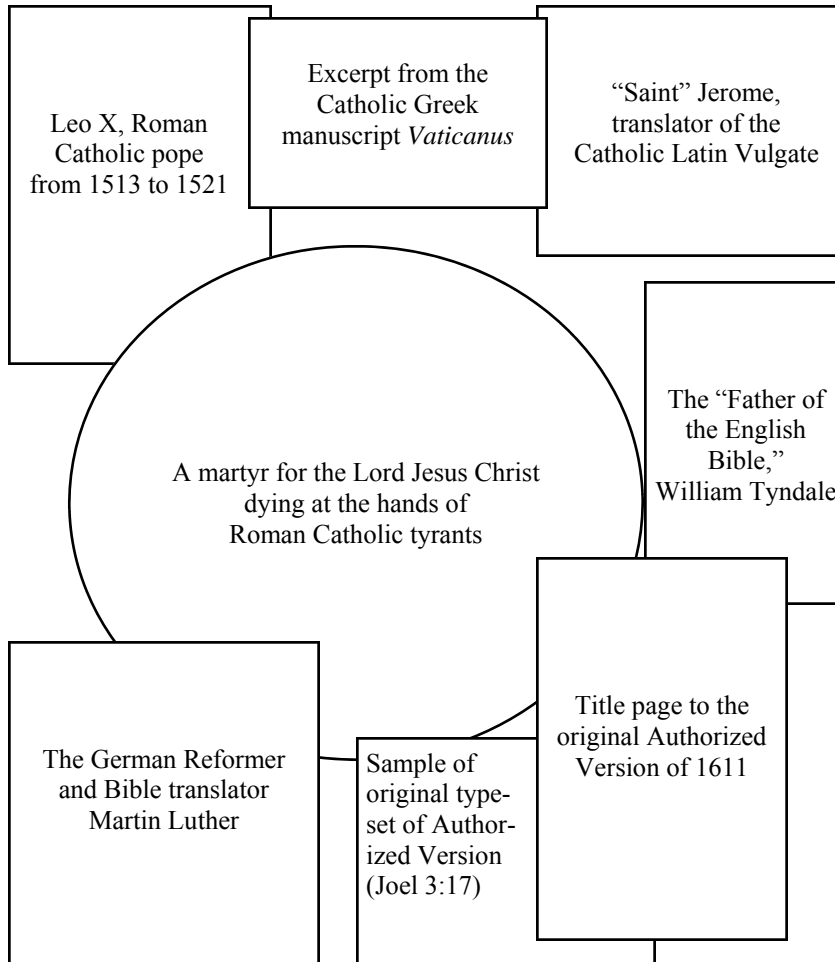 Leo X, Roman
Catholic pope
from 1513 to 1521
Excerpt from the
Catholic Greek
manuscript Vaticanus
“Saint” Jerome,
translator of the
Catholic Latin Vulgate
The “Father of
the English
Bible,”
William Tyndale
A martyr for the Lord Jesus Christ
dying at the hands of
Roman Catholic tyrants
Title page to the
original Authorized
Version of 1611
The German Reformer
and Bible translator
Martin Luther
Sample of
original type-
set of Author-
ized Version
(Joel 3:17)